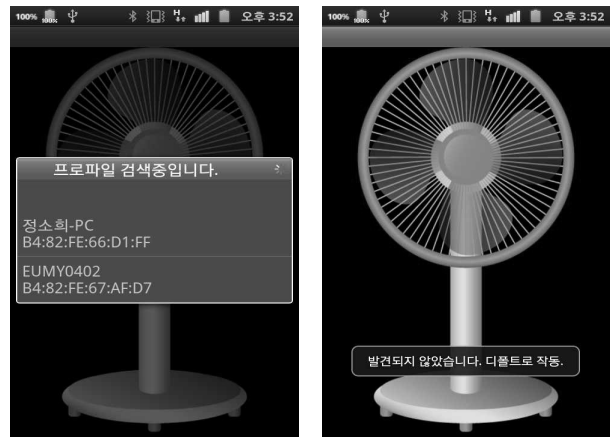 100% 100% H 오후 3:52
프로파일 검색중입니다.
정소희-PC
B4:82:FE:66:D1:FF
EUMY0402
B4:82:FE:67:AF:D7
100% 100% H 오후 3:52
발견되지 않았습니다. 디폴트로 작동.